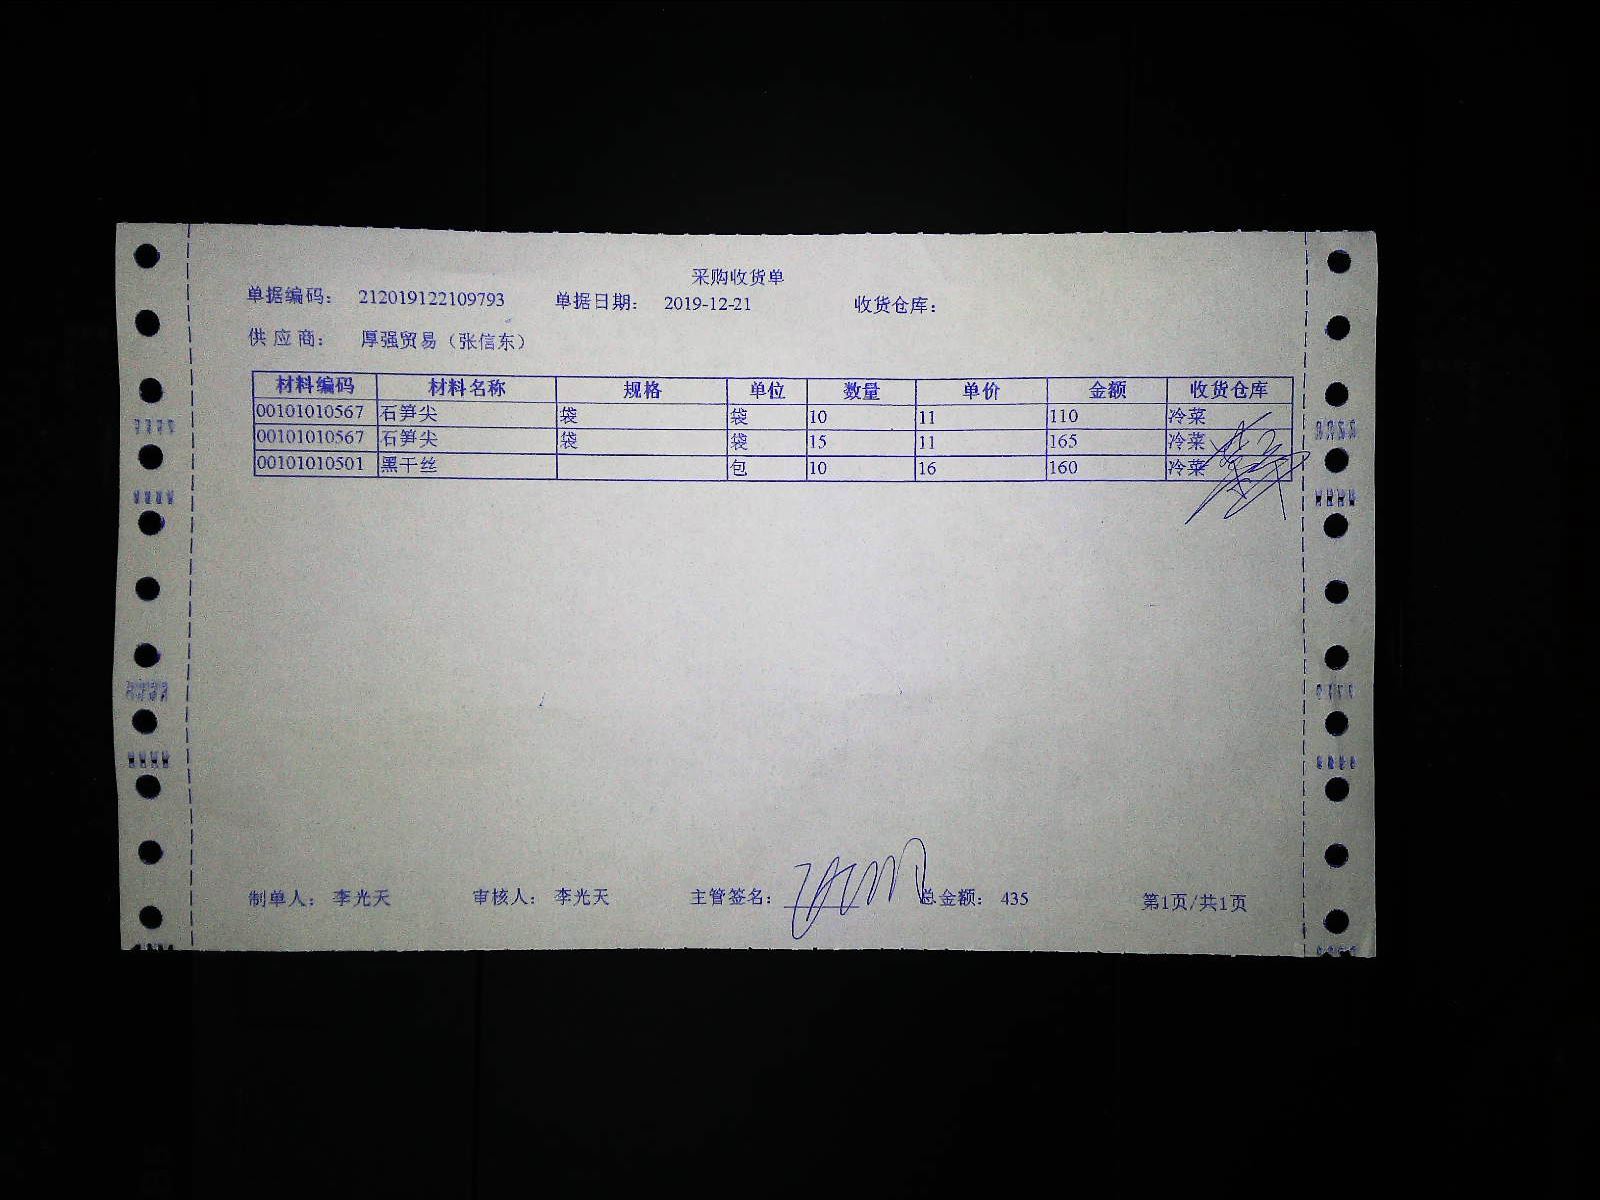 采购收货单
单据编码： 212019122109793 单据日期： 2019-12-21 收货仓库：
供应商： 厚强贸易（张信东）
材料编码 材料名称 规格 单位 数量 单价 金额 收货仓库
00101010567 石笋尖 袋 袋 10 11 110 冷菜
00101010567 石笋尖 袋 袋 15 11 165 冷菜
00101010501 黑干丝 包 10 16 160 冷菜
制单人： 李光天 审核人： 李光天 主管签名： 总金额： 435 第1页/共1页